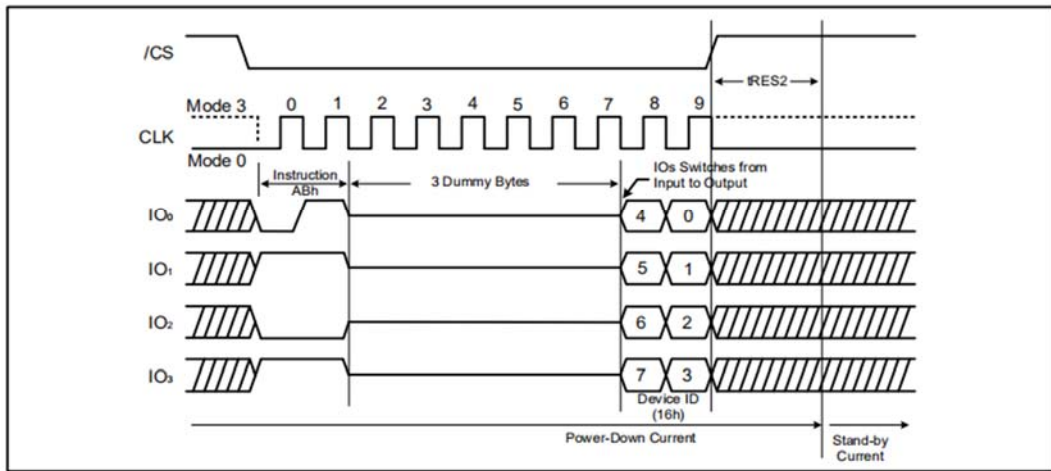 /CS
tRES2
Mode 3
0 1 2 3 4 5 6 7 8 9
CLK
Mode 0
Instruction
ABh
3 Dummy Bytes
IOs Switches from
Input to Output
IO₀
4 0
IO₁
5 1
IO₂
6 2
IO₃
7 3
Device ID
(16h)
Power-Down Current
Stand-by
Current